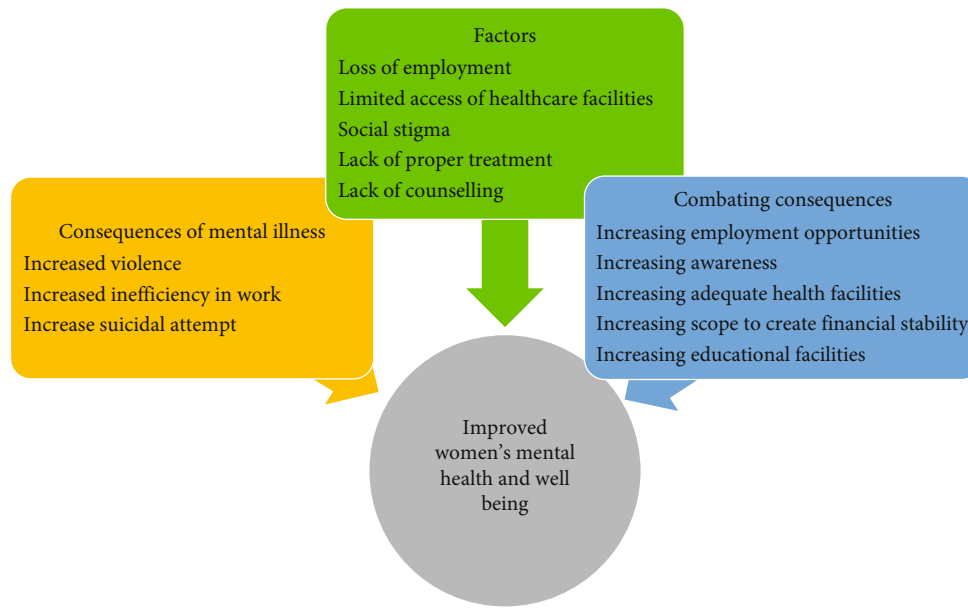 Factors
Loss of employment
Limited access of healthcare facilities
Social stigma
Lack of proper treatment
Lack of counselling
Consequences of mental illness
Increased violence
Increased inefficiency in work
Increase suicidal attempt
Combating consequences
Increasing employment opportunities
Increasing awareness
Increasing adequate health facilities
Increasing scope to create financial stability
Increasing educational facilities
Improved
women's mental
health and well
being